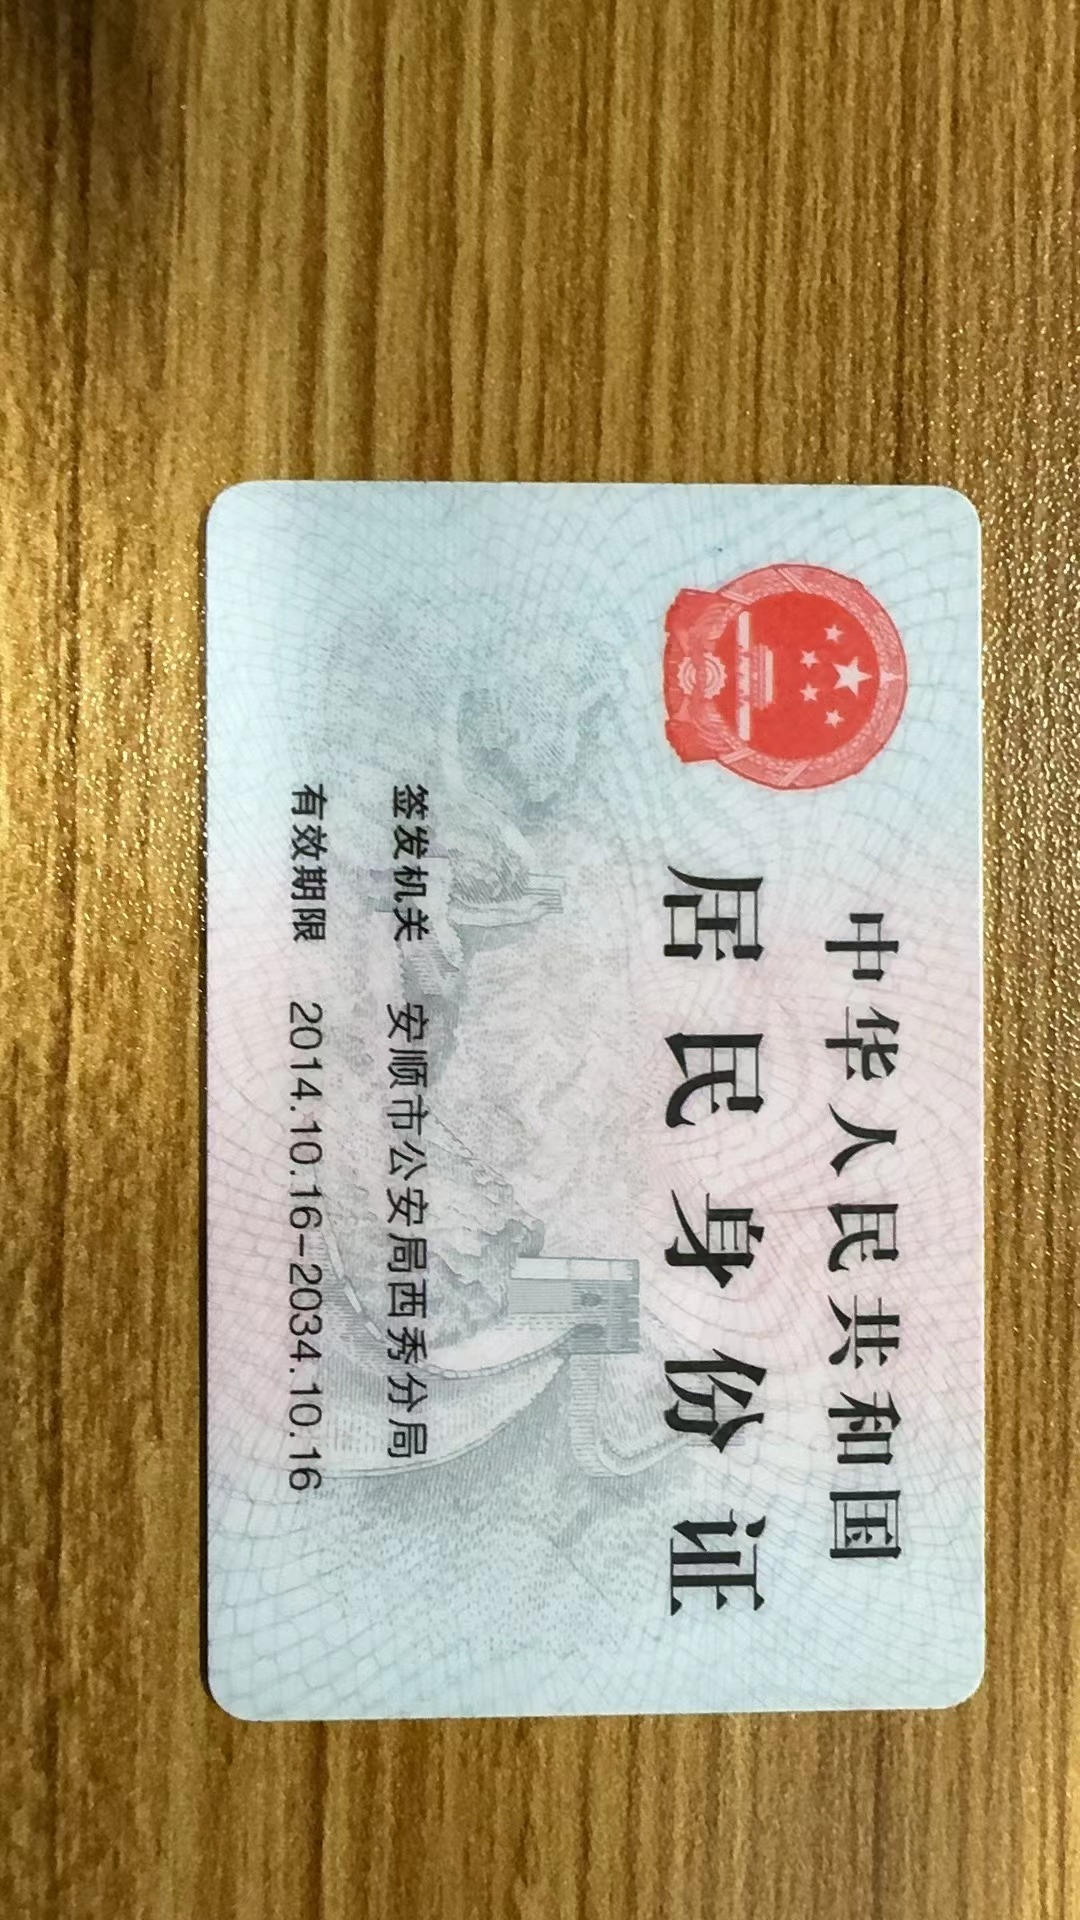 中华人民共和国
居民身份证
签发机关 安顺市公安局西秀分局
有效期限 2014.10.16-2034.10.16